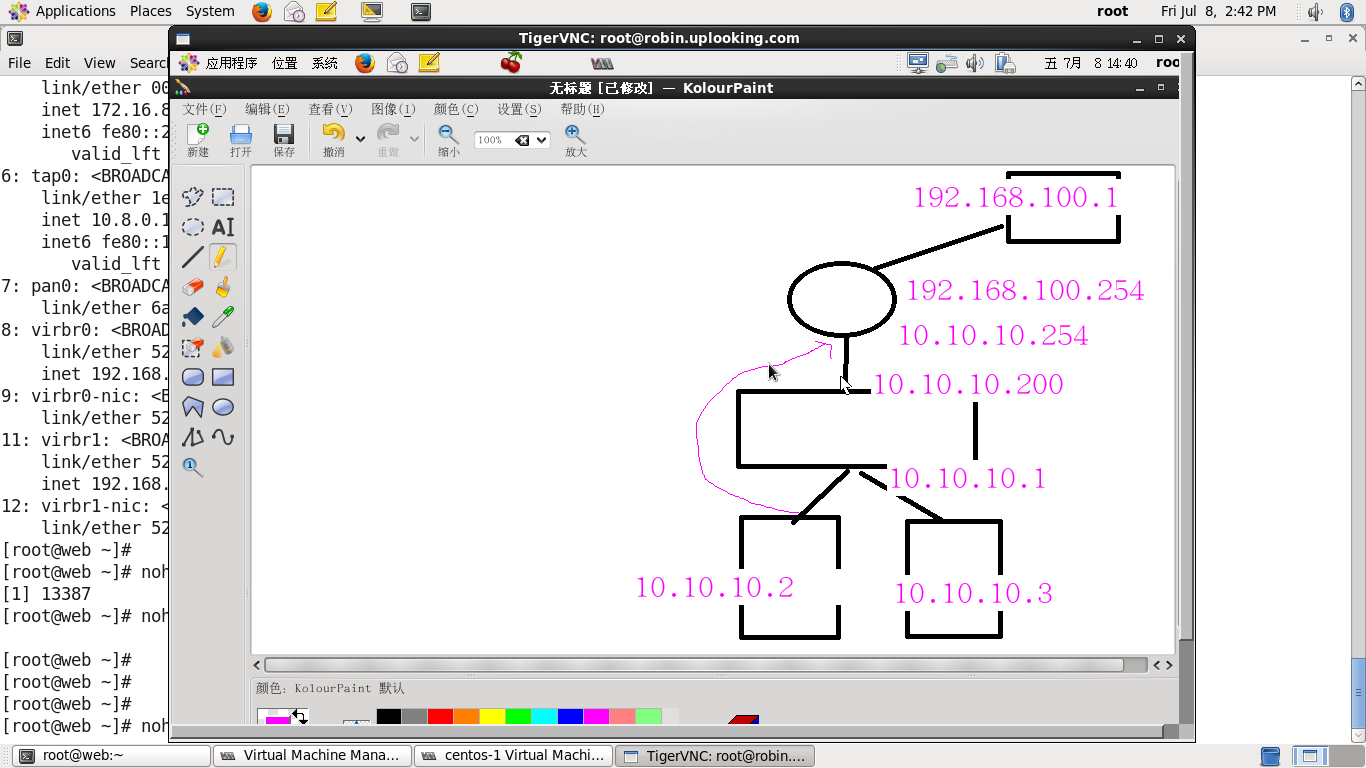 Applications Places System root Fri Jul 8, 2:42 PM
TigerVNC: root@robin.uplooking.com
File Edit View Search
应用程序 位置 系统 五 7月 8 14:40 roo
无标题 [已修改] — KolourPaint
文件(F) 编辑(E) 查看(V) 图像(I) 颜色(C) 设置(S) 帮助(H)
新建 打开 保存 撤消 重做 缩小 100% 放大
link/ether 00
inet 172.16.8
inet6 fe80::2
valid_lft
6: tap0: <BROADCA
link/ether 1e
inet 10.8.0.1
inet6 fe80::1
valid_lft
7: pan0: <BROADCA
link/ether 6a
8: virbr0: <BROAD
link/ether 52
inet 192.168.
9: virbr0-nic: <B
link/ether 52
11: virbr1: <BROA
link/ether 52
inet 192.168.
12: virbr1-nic: <
link/ether 52
[root@web ~]#
[root@web ~]# noh
[1] 13387
[root@web ~]# noh
[root@web ~]#
[root@web ~]#
[root@web ~]#
[root@web ~]# noh
AI
192.168.100.1
192.168.100.254
10.10.10.254
10.10.10.200
10.10.10.1
10.10.10.2
10.10.10.3
颜色: KolourPaint 默认
root@web:~ Virtual Machine Mana... centos-1 Virtual Machi... TigerVNC: root@robin....